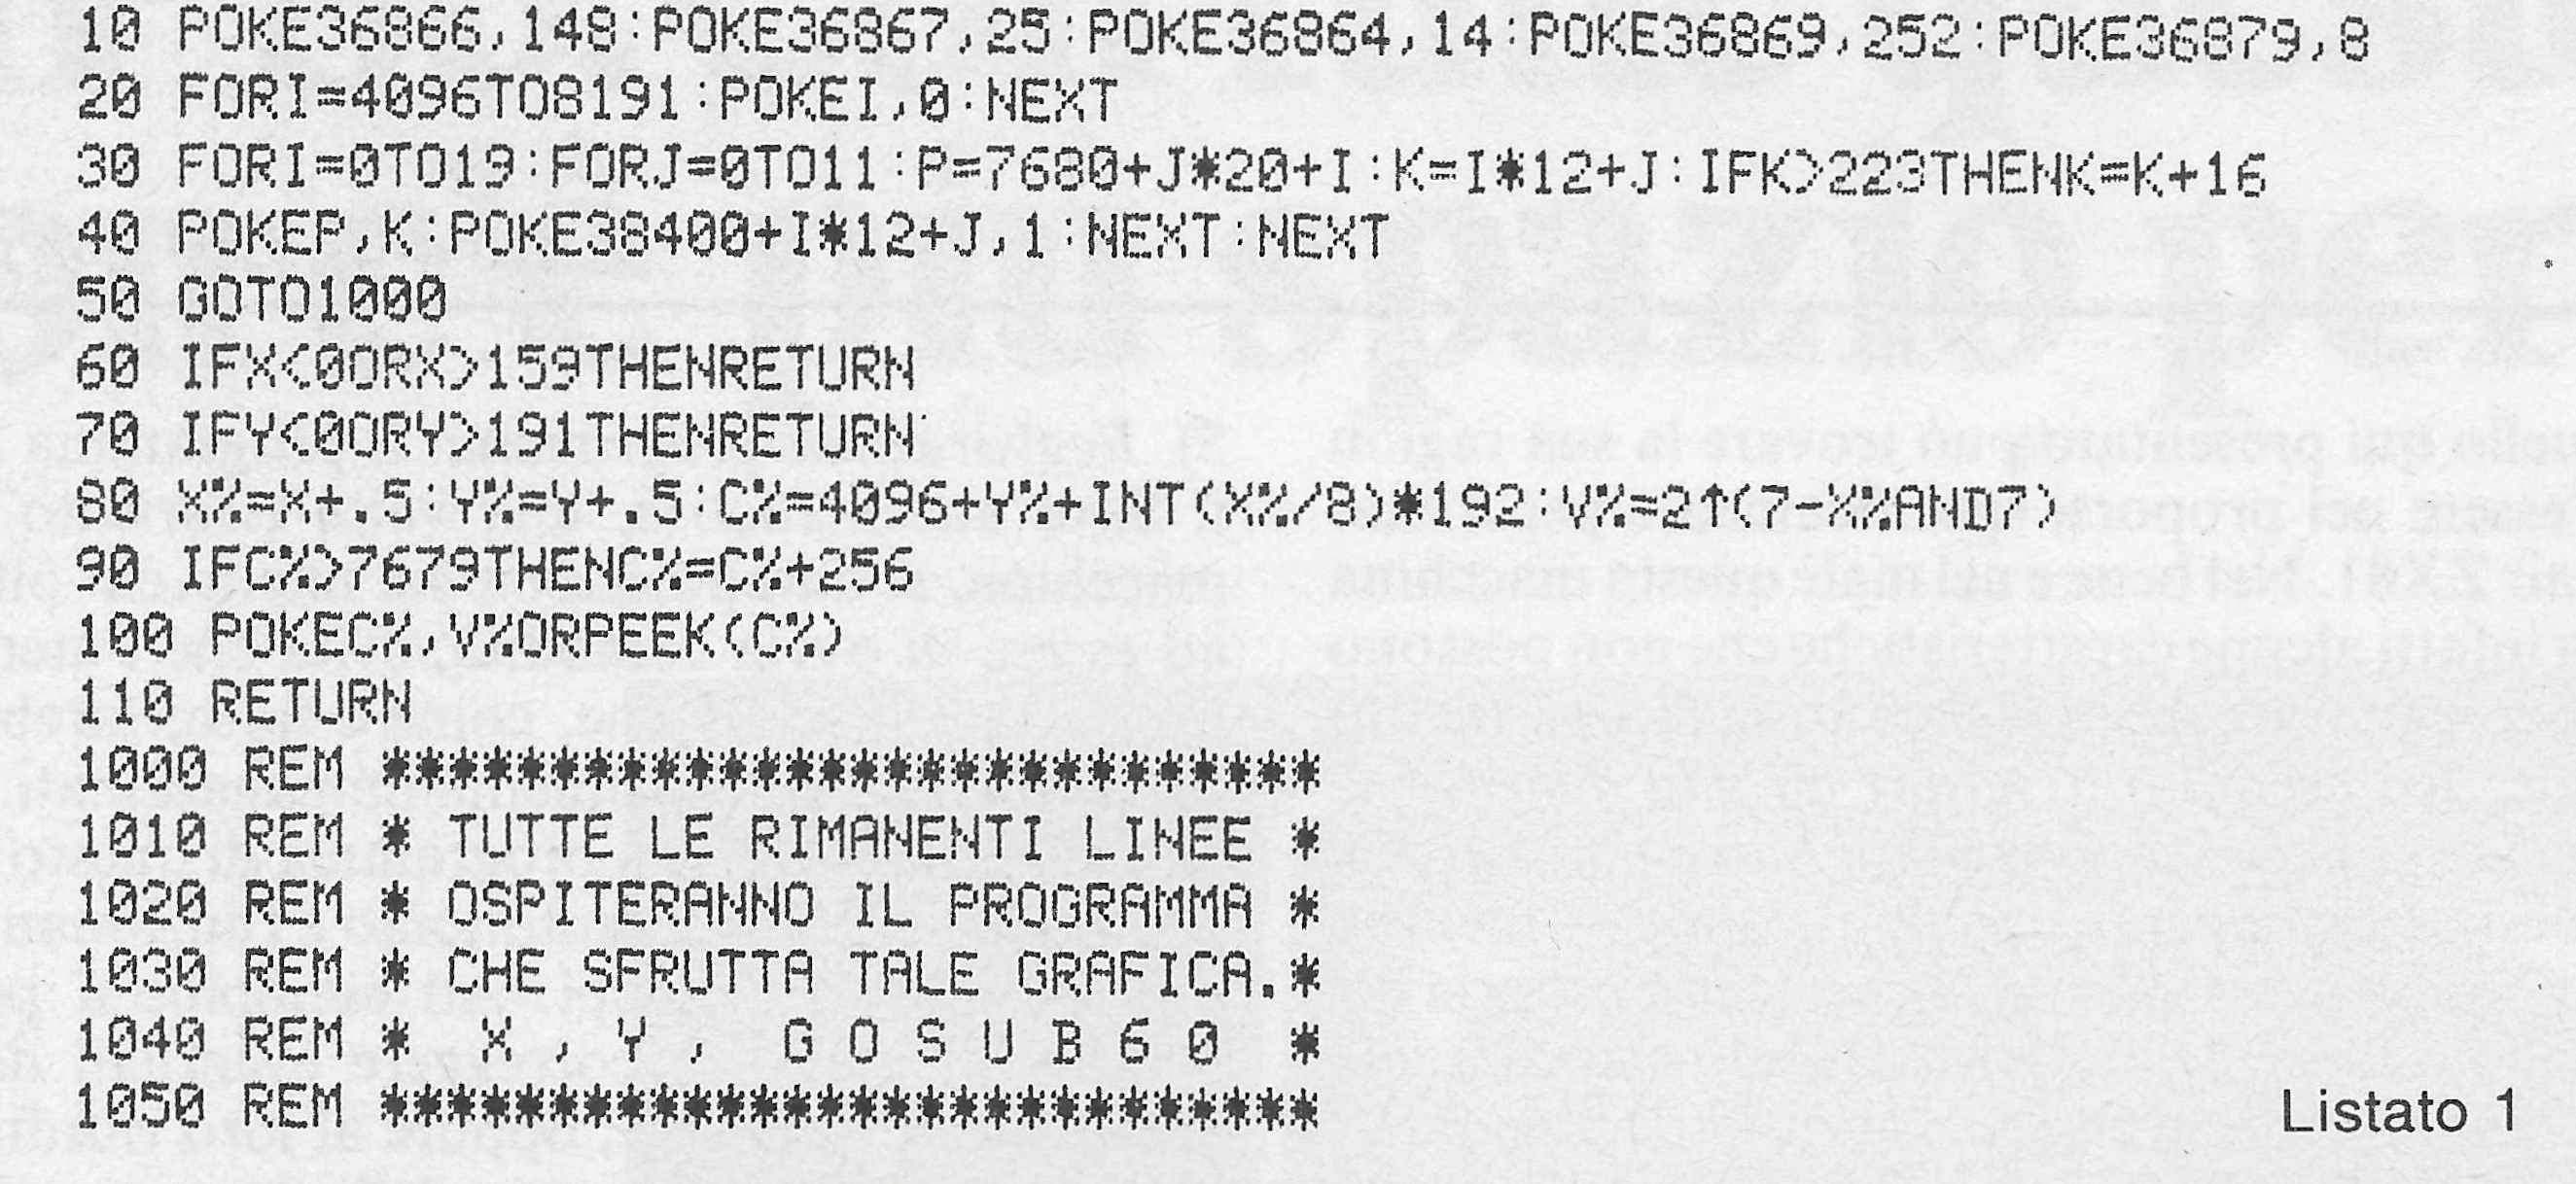 10 POKE36866,148:POKE36867,25:POKE36864,14:POKE36869,252:POKE36879,8
20 FORI=4096TO8191:POKEI,0:NEXT
30 FORI=0TO19:FORJ=0TO11:P=7680+J*20+I:K=I*12+J:IFK>223THENK=K+16
40 POKEP,K:POKE38400+I*12+J,1:NEXT:NEXT
50 GOTO1000
60 IFX<0ORX>159THENRETURN
70 IFY<0ORY>191THENRETURN
80 X%=X+.5:Y%=Y+.5:C%=4096+Y%+INT(X%/8)*192:V%=2↑(7-X%AND7)
90 IFC%>7679THENC%=C%+256
100 POKEC%,V%ORPEEK(C%)
110 RETURN
1000 REM ****************************
1010 REM * TUTTE LE RIMANENTI LINEE *
1020 REM * OSPITERANNO IL PROGRAMMA *
1030 REM * CHE SFRUTTA TALE GRAFICA.*
1040 REM *  X , Y ,  G O S U B 6 0  *
1050 REM ****************************
Listato 1